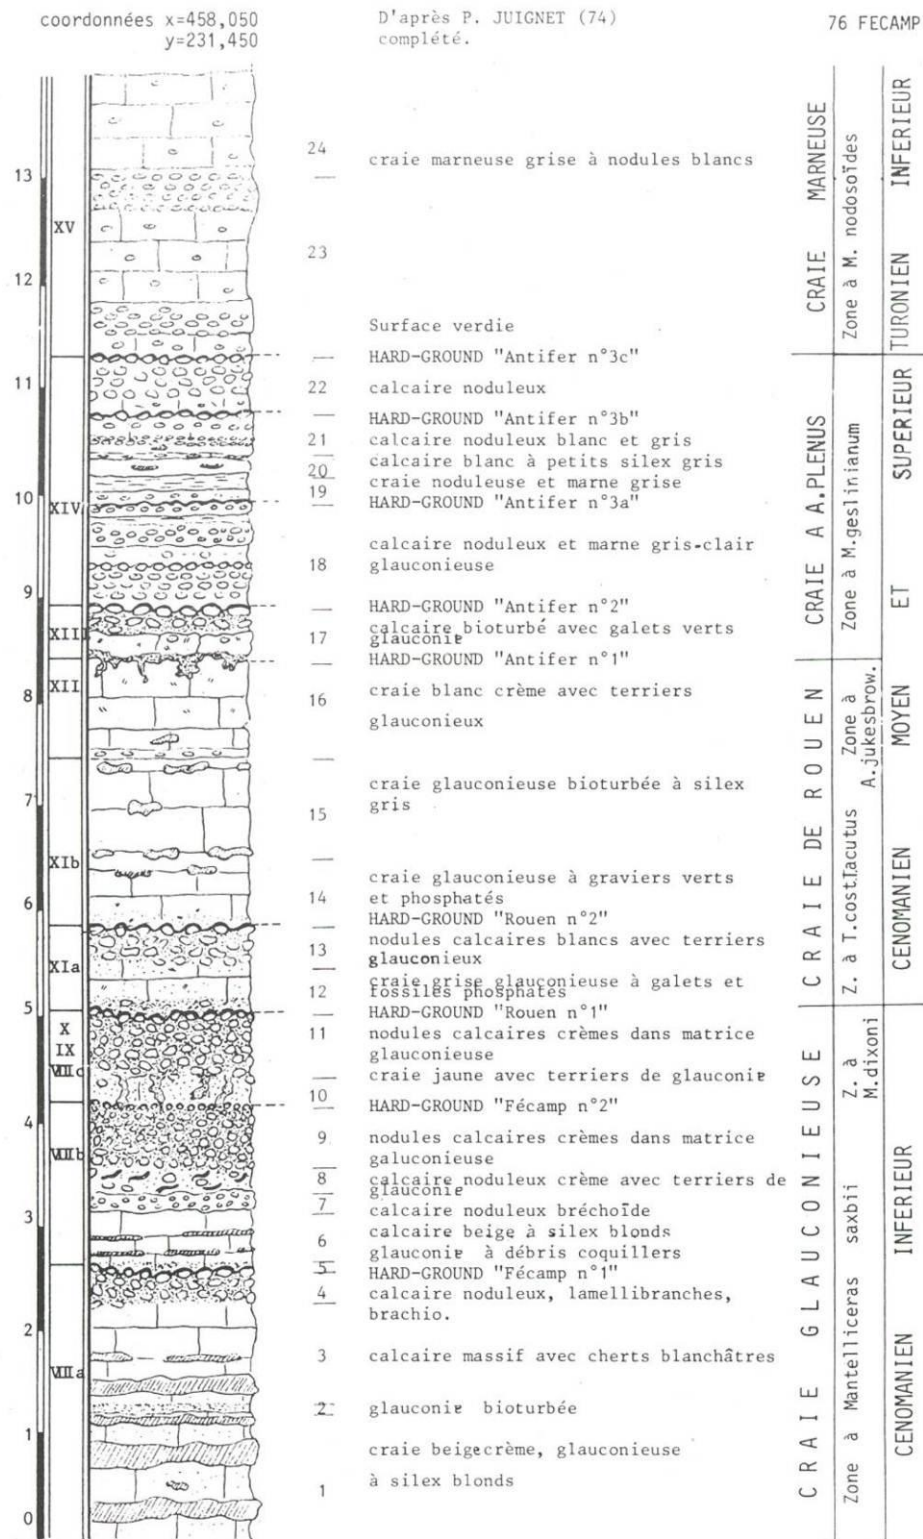 coordonnées x=458,050
y=231,450
D'après P. JUIGNET (74)
complété.
76 FECAMP
24
craie marneuse grise à nodules blancs
13
XV
23
12
Surface verdie
HARD-GROUND "Antifer n°3c"
11
22
calcaire noduleux
HARD-GROUND "Antifer n°3b"
21
calcaire noduleux blanc et gris
calcaire blanc à petits silex gris
20
craie noduleuse et marne grise
19
10
XIV
HARD-GROUND "Antifer n°3a"
calcaire noduleux et marne gris-clair
18
glauconieuse
9
HARD-GROUND "Antifer n°2"
XIII
17
calcaire bioturbé avec galets verts
glauconie
HARD-GROUND "Antifer n°1"
XII
8
16
craie blanc crème avec terriers
glauconieux
craie glauconieuse bioturbée à silex
gris
7
15
XIb
craie glauconieuse à graviers verts
14
et phosphatés
6
HARD-GROUND "Rouen n°2"
13
nodules calcaires blancs avec terriers
glauconieux
XIa
12
craie grise glauconieuse à galets et
fossiles phosphatés
5
HARD-GROUND "Rouen n°1"
X
11
nodules calcaires crèmes dans matrice
IX
glauconieuse
VIIIc
craie jaune avec terriers de glauconie
10
HARD-GROUND "Fécamp n°2"
4
9
nodules calcaires crèmes dans matrice
VIIIb
galuconieuse
8
calcaire noduleux crème avec terriers de
glauconie
7
calcaire noduleux bréchoïde
3
6
calcaire beige à silex blonds
glauconie à débris coquillers
5
HARD-GROUND "Fécamp n°1"
4
calcaire noduleux, lamellibranches,
brachio.
2
3
calcaire massif avec cherts blanchâtres
VIIIa
2
glauconie bioturbée
1
craie beige crème, glauconieuse
1
à silex blonds
0
CRAIE MARNEUSE
Zone à M. nodosoïdes
TURONIEN INFERIEUR
CRAIE A A.PLENUS
Zone à M.geslinianum
CRAIE DE ROUEN
Zone à
A.jukesbrow.
Z. à T.costlacutus
CENOMANIEN MOYEN ET SUPERIEUR
CRAIE GLAUCONIEUSE
Z. à
M.dixoni
Zone à Mantelliceras saxbii
CENOMANIEN INFERIEUR